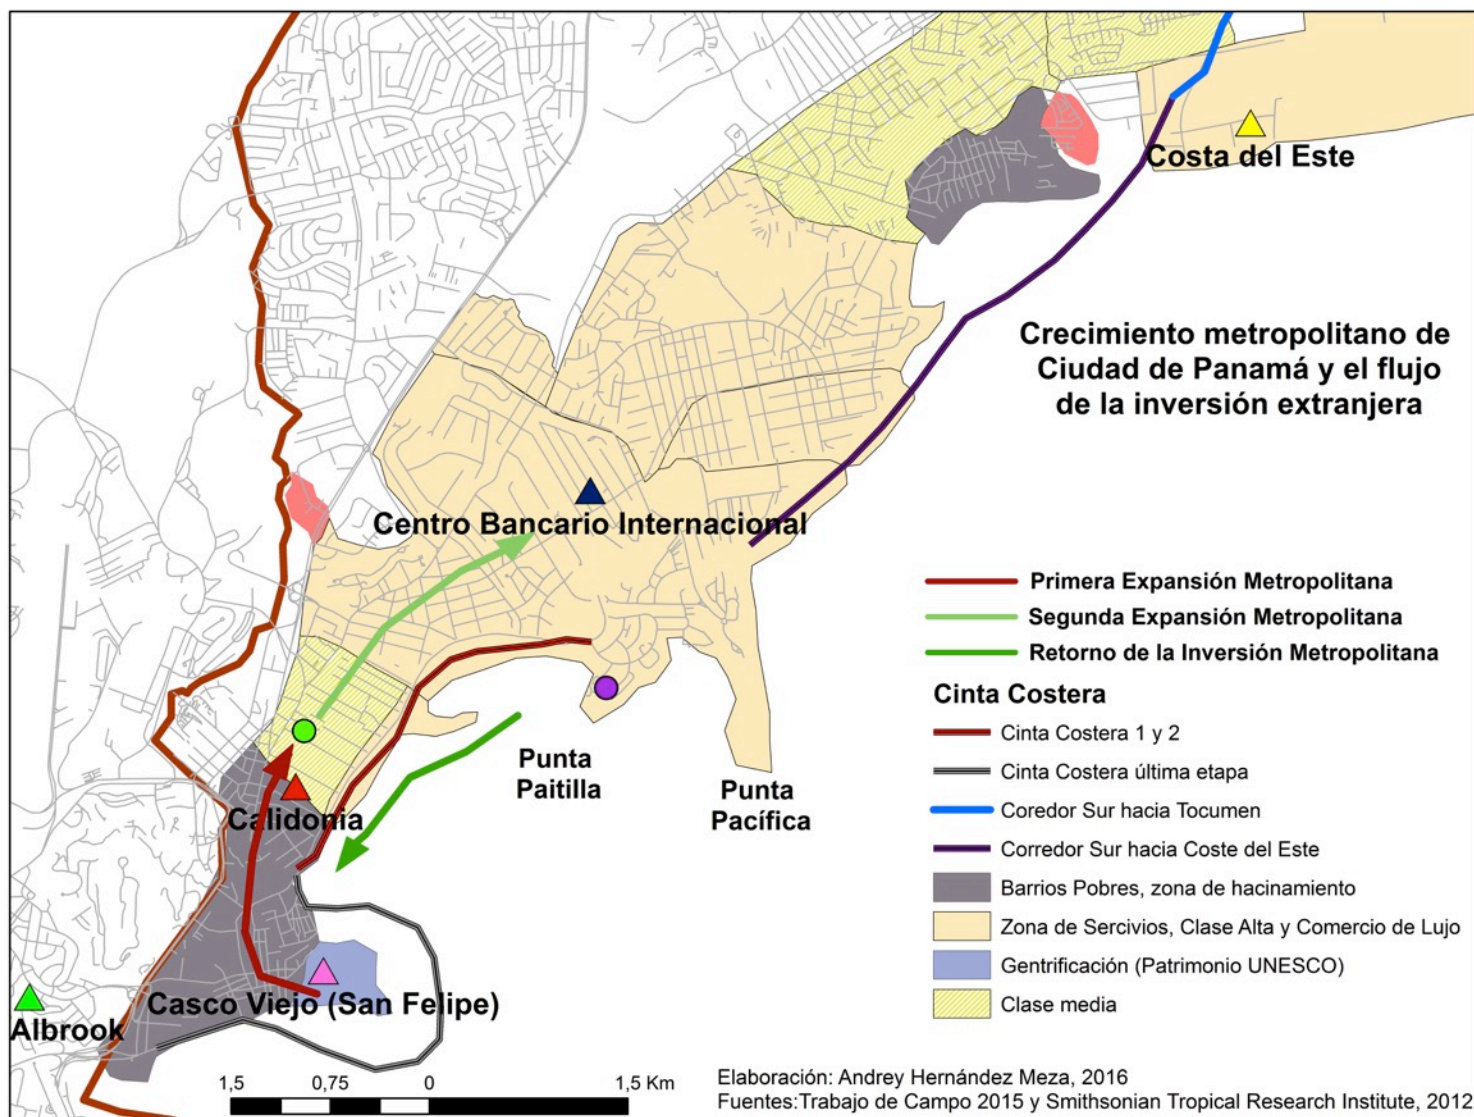 Costa del Este
Crecimiento metropolitano de
Ciudad de Panamá y el flujo
de la inversión extranjera
Centro Bancario Internacional
Primera Expansión Metropolitana
Segunda Expansión Metropolitana
Retorno de la Inversión Metropolitana
Cinta Costera
Cinta Costera 1 y 2
Cinta Costera última etapa
Coredor Sur hacia Tocumen
Corredor Sur hacia Coste del Este
Barrios Pobres, zona de hacinamiento
Zona de Sercivios, Clase Alta y Comercio de Lujo
Gentrificación (Patrimonio UNESCO)
Clase media
Punta
Paitilla
Punta
Pacífica
Calidonia
Casco Viejo (San Felipe)
Albrook
1,5 0,75 0 1,5 Km
Elaboración: Andrey Hernández Meza, 2016
Fuentes:Trabajo de Campo 2015 y Smithsonian Tropical Research Institute, 2012